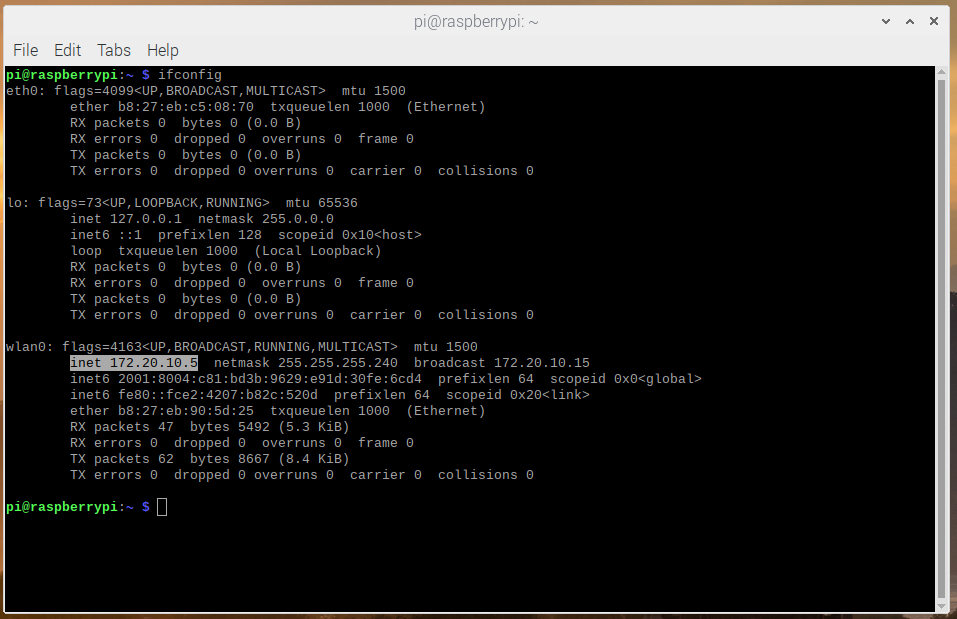 pi@raspberrypi: ~
File Edit Tabs Help
pi@raspberrypi:~ $ ifconfig
eth0: flags=4099<UP,BROADCAST,MULTICAST>  mtu 1500
        ether b8:27:eb:c5:08:70  txqueuelen 1000  (Ethernet)
        RX packets 0  bytes 0 (0.0 B)
        RX errors 0  dropped 0  overruns 0  frame 0
        TX packets 0  bytes 0 (0.0 B)
        TX errors 0  dropped 0 overruns 0  carrier 0  collisions 0

lo: flags=73<UP,LOOPBACK,RUNNING>  mtu 65536
        inet 127.0.0.1  netmask 255.0.0.0
        inet6 ::1  prefixlen 128  scopeid 0x10<host>
        loop  txqueuelen 1000  (Local Loopback)
        RX packets 0  bytes 0 (0.0 B)
        RX errors 0  dropped 0  overruns 0  frame 0
        TX packets 0  bytes 0 (0.0 B)
        TX errors 0  dropped 0 overruns 0  carrier 0  collisions 0

wlan0: flags=4163<UP,BROADCAST,RUNNING,MULTICAST>  mtu 1500
        inet 172.20.10.5  netmask 255.255.255.240  broadcast 172.20.10.15
        inet6 2001:8004:c81:bd3b:9629:e91d:30fe:6cd4  prefixlen 64  scopeid 0x0<global>
        inet6 fe80::fce2:4207:b82c:520d  prefixlen 64  scopeid 0x20<link>
        ether b8:27:eb:90:5d:25  txqueuelen 1000  (Ethernet)
        RX packets 47  bytes 5492 (5.3 KiB)
        RX errors 0  dropped 0  overruns 0  frame 0
        TX packets 62  bytes 8667 (8.4 KiB)
        TX errors 0  dropped 0 overruns 0  carrier 0  collisions 0

pi@raspberrypi:~ $